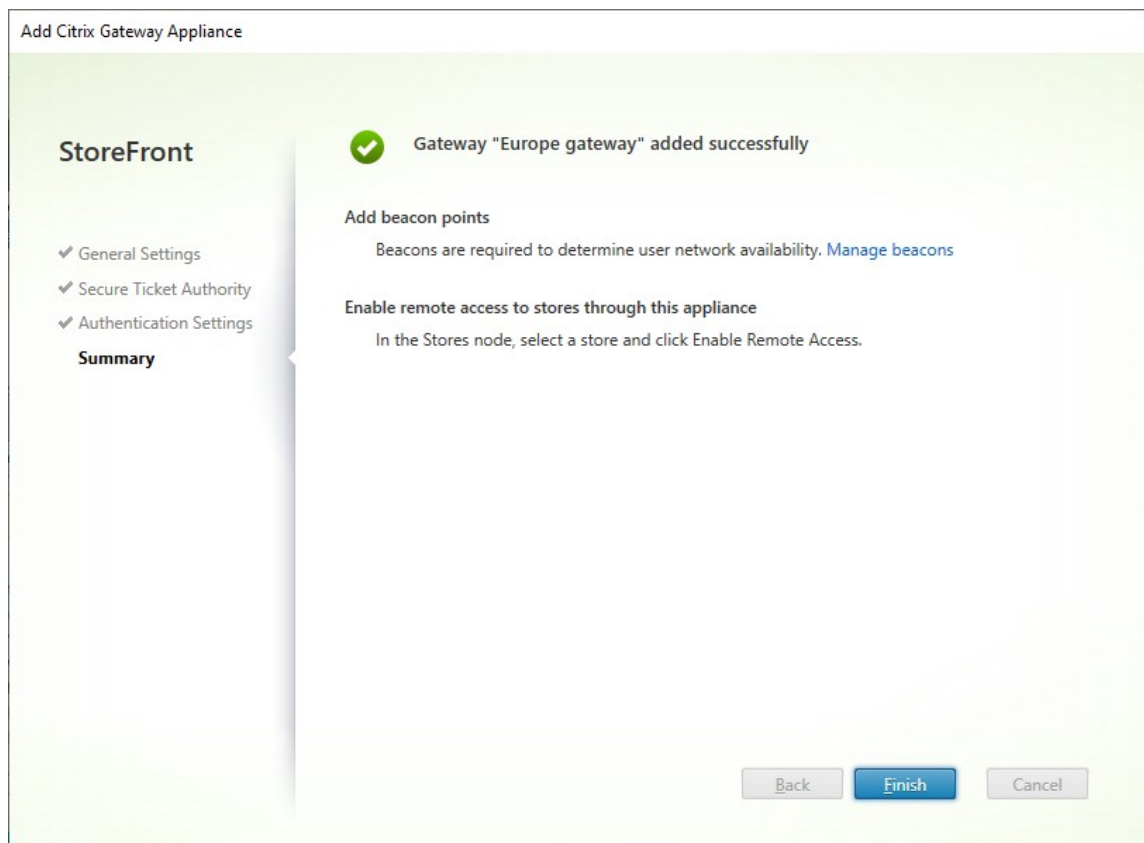 Add Citrix Gateway Appliance
StoreFront
General Settings
Secure Ticket Authority
Authentication Settings
Summary
Gateway "Europe gateway" added successfully
Add beacon points
Beacons are required to determine user network availability. Manage beacons
Enable remote access to stores through this appliance
In the Stores node, select a store and click Enable Remote Access.
Back
Finish
Cancel